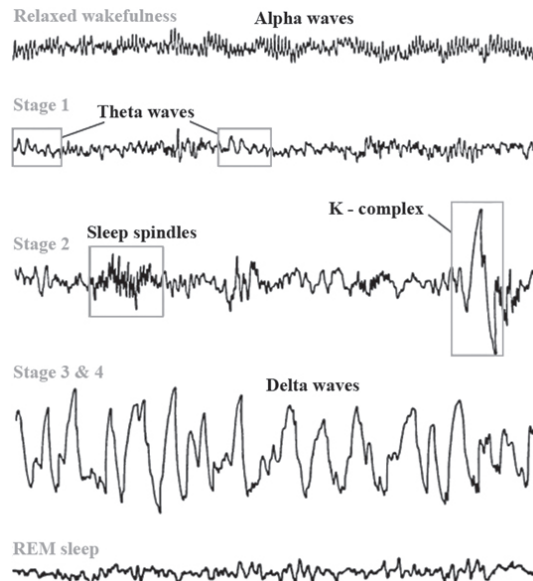 Relaxed wakefulness
Alpha waves
Stage 1
Theta waves
K - complex
Sleep spindles
Stage 2
Stage 3 & 4
Delta waves
REM sleep